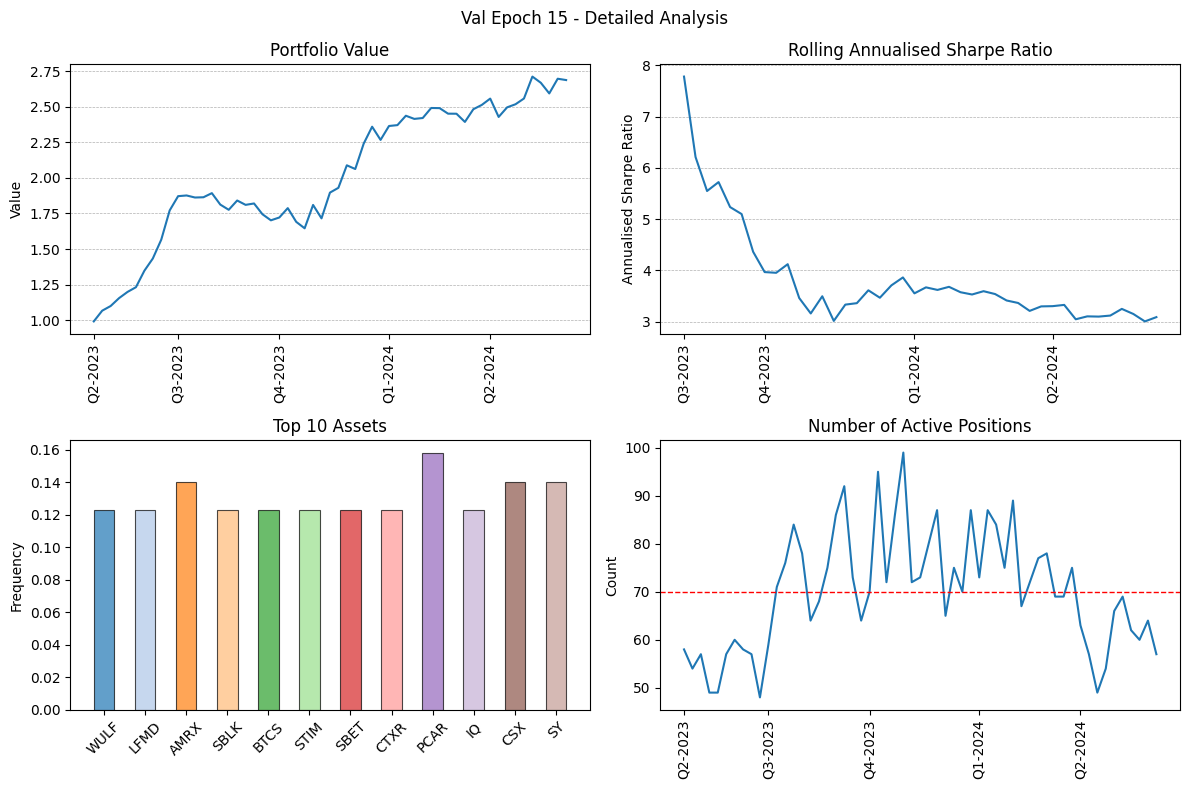 Val Epoch 15 - Detailed Analysis
Portfolio Value
Value
2.75
2.50
2.25
2.00
1.75
1.50
1.25
1.00
Q2-2023
Q3-2023
Q4-2023
Q1-2024
Q2-2024
Rolling Annualised Sharpe Ratio
Annualised Sharpe Ratio
8
7
6
5
4
3
Q3-2023
Q4-2023
Q1-2024
Q2-2024
Top 10 Assets
Frequency
0.16
0.14
0.12
0.10
0.08
0.06
0.04
0.02
0.00
WULF
LFMD
AMRX
SBLK
BTCS
STIM
SBET
CTXR
PCAR
IQ
CSX
SY
Number of Active Positions
Count
100
90
80
70
60
50
Q2-2023
Q3-2023
Q4-2023
Q1-2024
Q2-2024